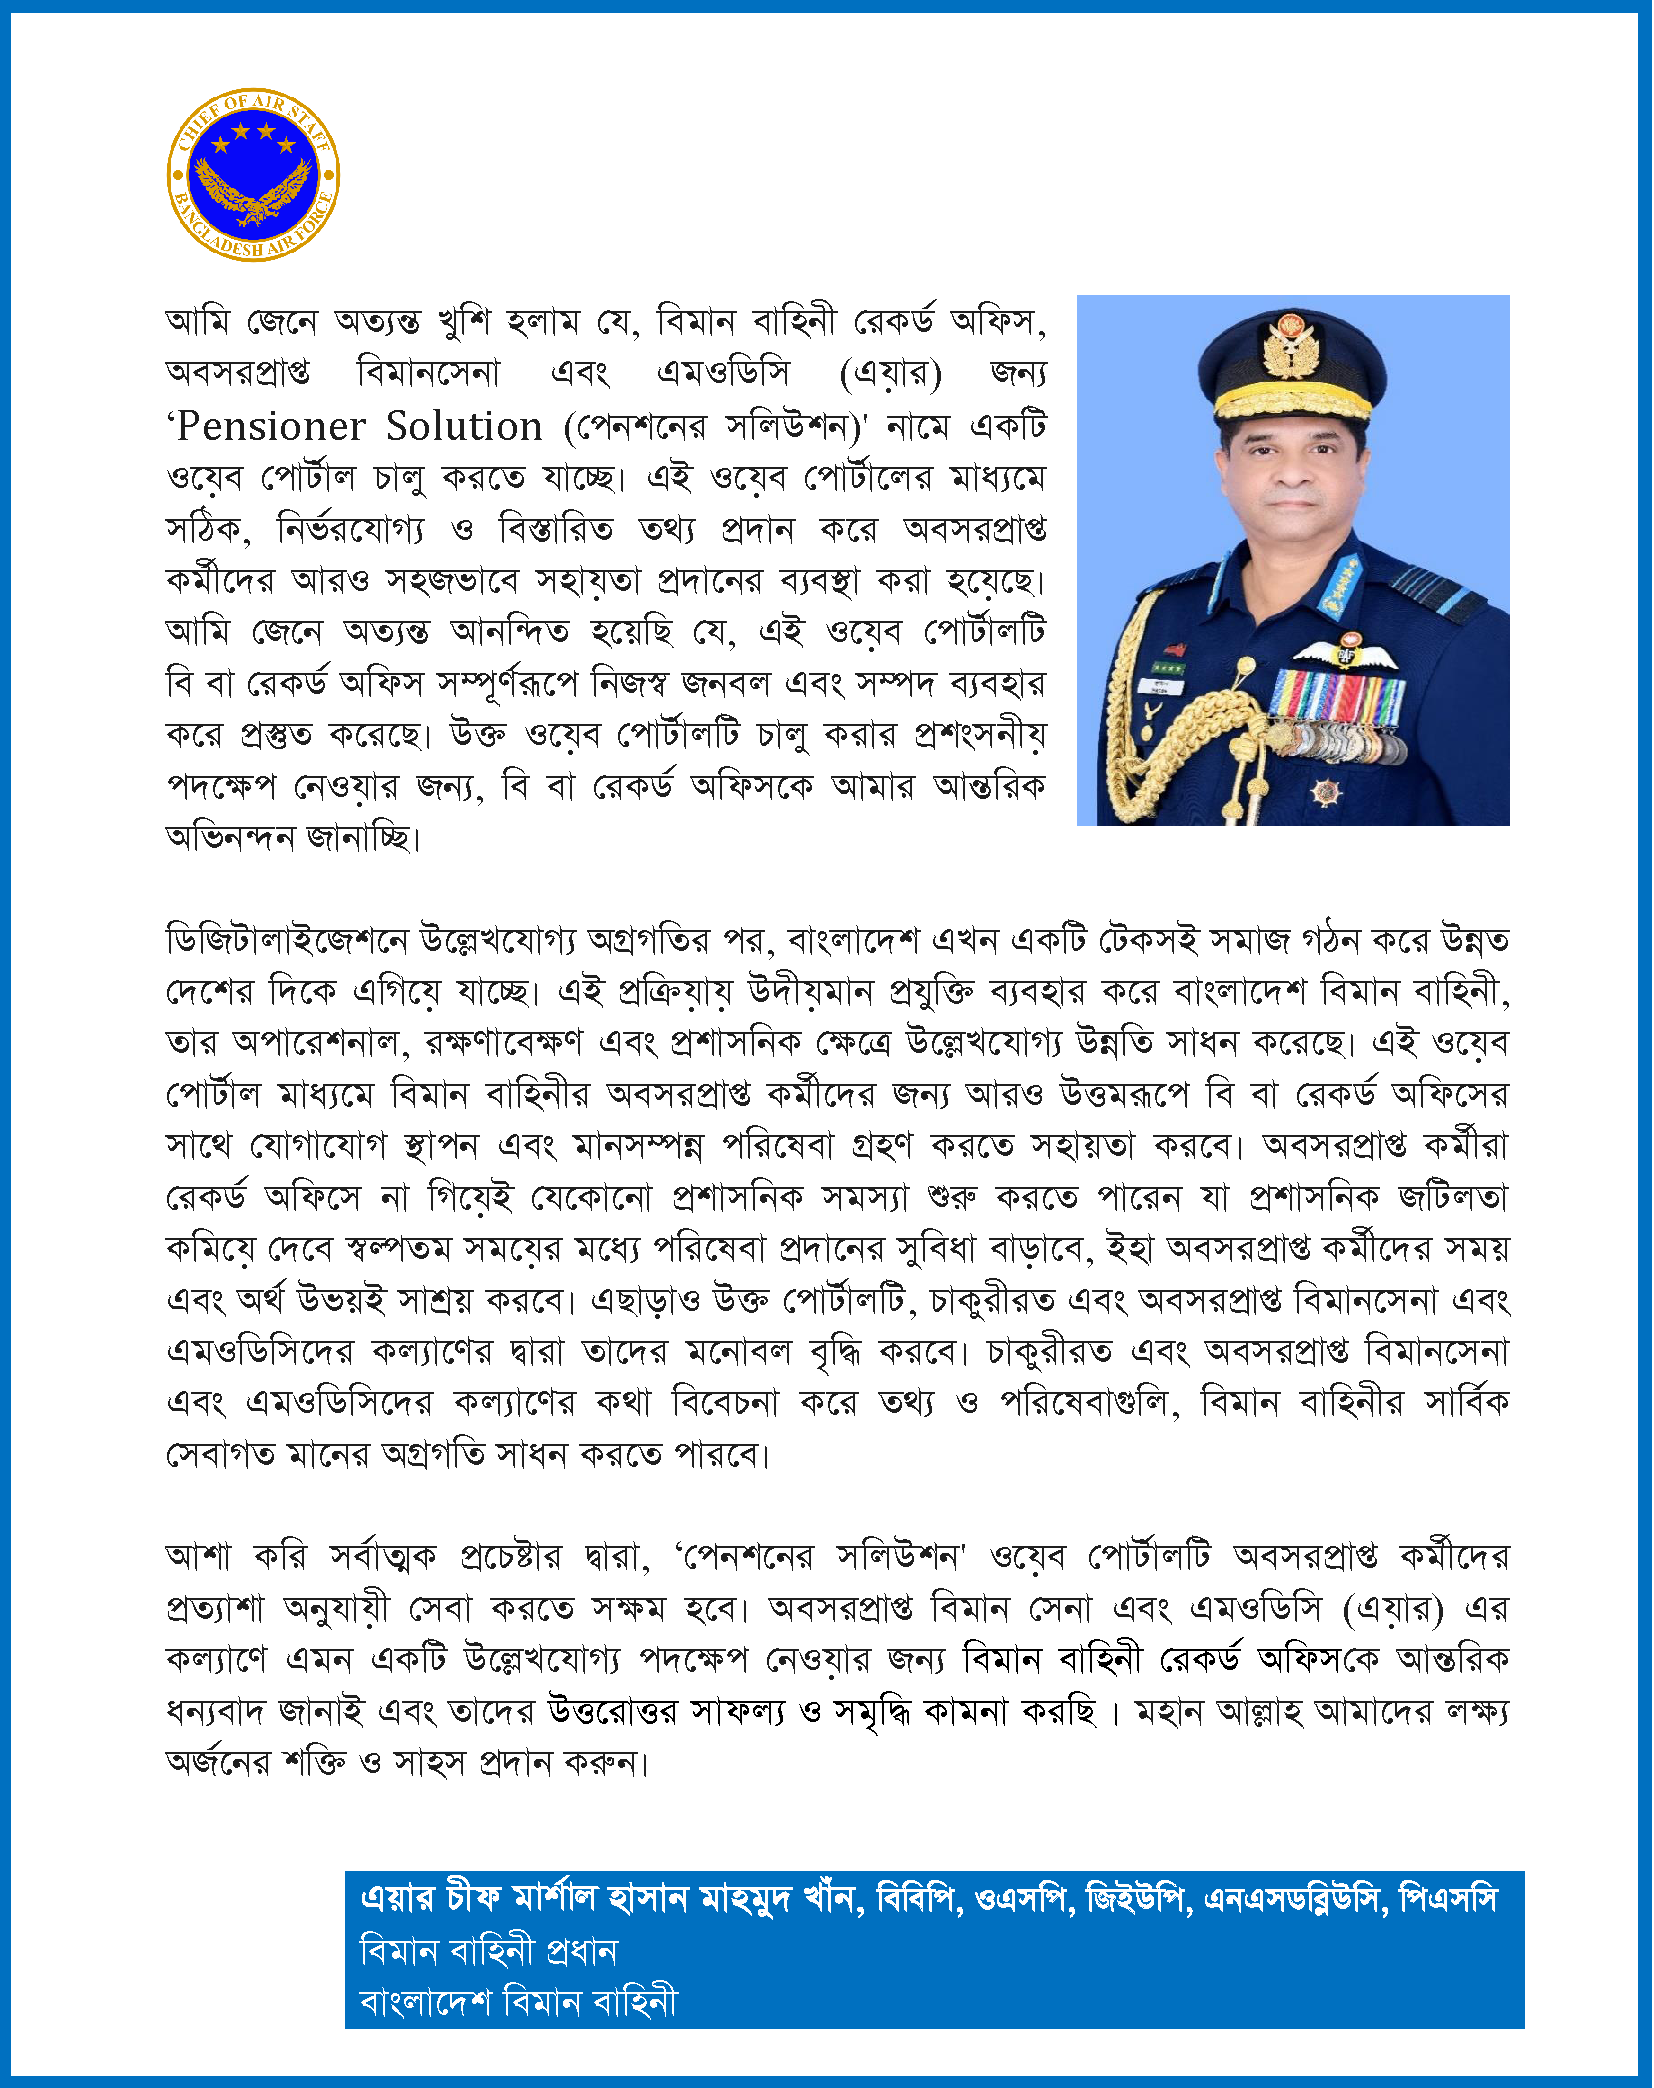 CHIEF OF AIR STAFF
BANGLADESH AIR FORCE
আমি জেনে অত্যন্ত খুশি হলাম যে, বিমান বাহিনী রেকর্ড অফিস,
অবসরপ্রাপ্ত বিমানসেনা এবং এমওডিসি (এয়ার) জন্য
‘Pensioner Solution (পেনশনের সলিউশন)' নামে একটি
ওয়েব পোর্টাল চালু করতে যাচ্ছে। এই ওয়েব পোর্টালের মাধ্যমে
সঠিক, নির্ভরযোগ্য ও বিস্তারিত তথ্য প্রদান করে অবসরপ্রাপ্ত
কর্মীদের আরও সহজভাবে সহায়তা প্রদানের ব্যবস্থা করা হয়েছে।
আমি জেনে অত্যন্ত আনন্দিত হয়েছি যে, এই ওয়েব পোর্টালটি
বি বা রেকর্ড অফিস সম্পূর্ণরূপে নিজস্ব জনবল এবং সম্পদ ব্যবহার
করে প্রস্তুত করেছে। উক্ত ওয়েব পোর্টালটি চালু করার প্রশংসনীয়
পদক্ষেপ নেওয়ার জন্য, বি বা রেকর্ড অফিসকে আমার আন্তরিক
অভিনন্দন জানাচ্ছি।
ডিজিটালাইজেশনে উল্লেখযোগ্য অগ্রগতির পর, বাংলাদেশ এখন একটি টেকসই সমাজ গঠন করে উন্নত
দেশের দিকে এগিয়ে যাচ্ছে। এই প্রক্রিয়ায় উদীয়মান প্রযুক্তি ব্যবহার করে বাংলাদেশ বিমান বাহিনী,
তার অপারেশনাল, রক্ষণাবেক্ষণ এবং প্রশাসনিক ক্ষেত্রে উল্লেখযোগ্য উন্নতি সাধন করেছে। এই ওয়েব
পোর্টাল মাধ্যমে বিমান বাহিনীর অবসরপ্রাপ্ত কর্মীদের জন্য আরও উত্তমরূপে বি বা রেকর্ড অফিসের
সাথে যোগাযোগ স্থাপন এবং মানসম্পন্ন পরিষেবা গ্রহণ করতে সহায়তা করবে। অবসরপ্রাপ্ত কর্মীরা
রেকর্ড অফিসে না গিয়েই যেকোনো প্রশাসনিক সমস্যা শুরু করতে পারেন যা প্রশাসনিক জটিলতা
কমিয়ে দেবে স্বল্পতম সময়ের মধ্যে পরিষেবা প্রদানের সুবিধা বাড়াবে, ইহা অবসরপ্রাপ্ত কর্মীদের সময়
এবং অর্থ উভয়ই সাশ্রয় করবে। এছাড়াও উক্ত পোর্টালটি, চাকুরীরত এবং অবসরপ্রাপ্ত বিমানসেনা এবং
এমওডিসিদের কল্যাণের দ্বারা তাদের মনোবল বৃদ্ধি করবে। চাকুরীরত এবং অবসরপ্রাপ্ত বিমানসেনা
এবং এমওডিসিদের কল্যাণের কথা বিবেচনা করে তথ্য ও পরিষেবাগুলি, বিমান বাহিনীর সার্বিক
সেবাগত মানের অগ্রগতি সাধন করতে পারবে।
আশা করি সর্বাত্মক প্রচেষ্টার দ্বারা, ‘পেনশনের সলিউশন' ওয়েব পোর্টালটি অবসরপ্রাপ্ত কর্মীদের
প্রত্যাশা অনুযায়ী সেবা করতে সক্ষম হবে। অবসরপ্রাপ্ত বিমান সেনা এবং এমওডিসি (এয়ার) এর
কল্যাণে এমন একটি উল্লেখযোগ্য পদক্ষেপ নেওয়ার জন্য বিমান বাহিনী রেকর্ড অফিসকে আন্তরিক
ধন্যবাদ জানাই এবং তাদের উত্তরোত্তর সাফল্য ও সমৃদ্ধি কামনা করছি । মহান আল্লাহ আমাদের লক্ষ্য
অর্জনের শক্তি ও সাহস প্রদান করুন।
এয়ার চীফ মার্শাল হাসান মাহমুদ খাঁন, বিবিপি, ওএসপি, জিইউপি, এনএসডব্লিউসি, পিএসসি
বিমান বাহিনী প্রধান
বাংলাদেশ বিমান বাহিনী